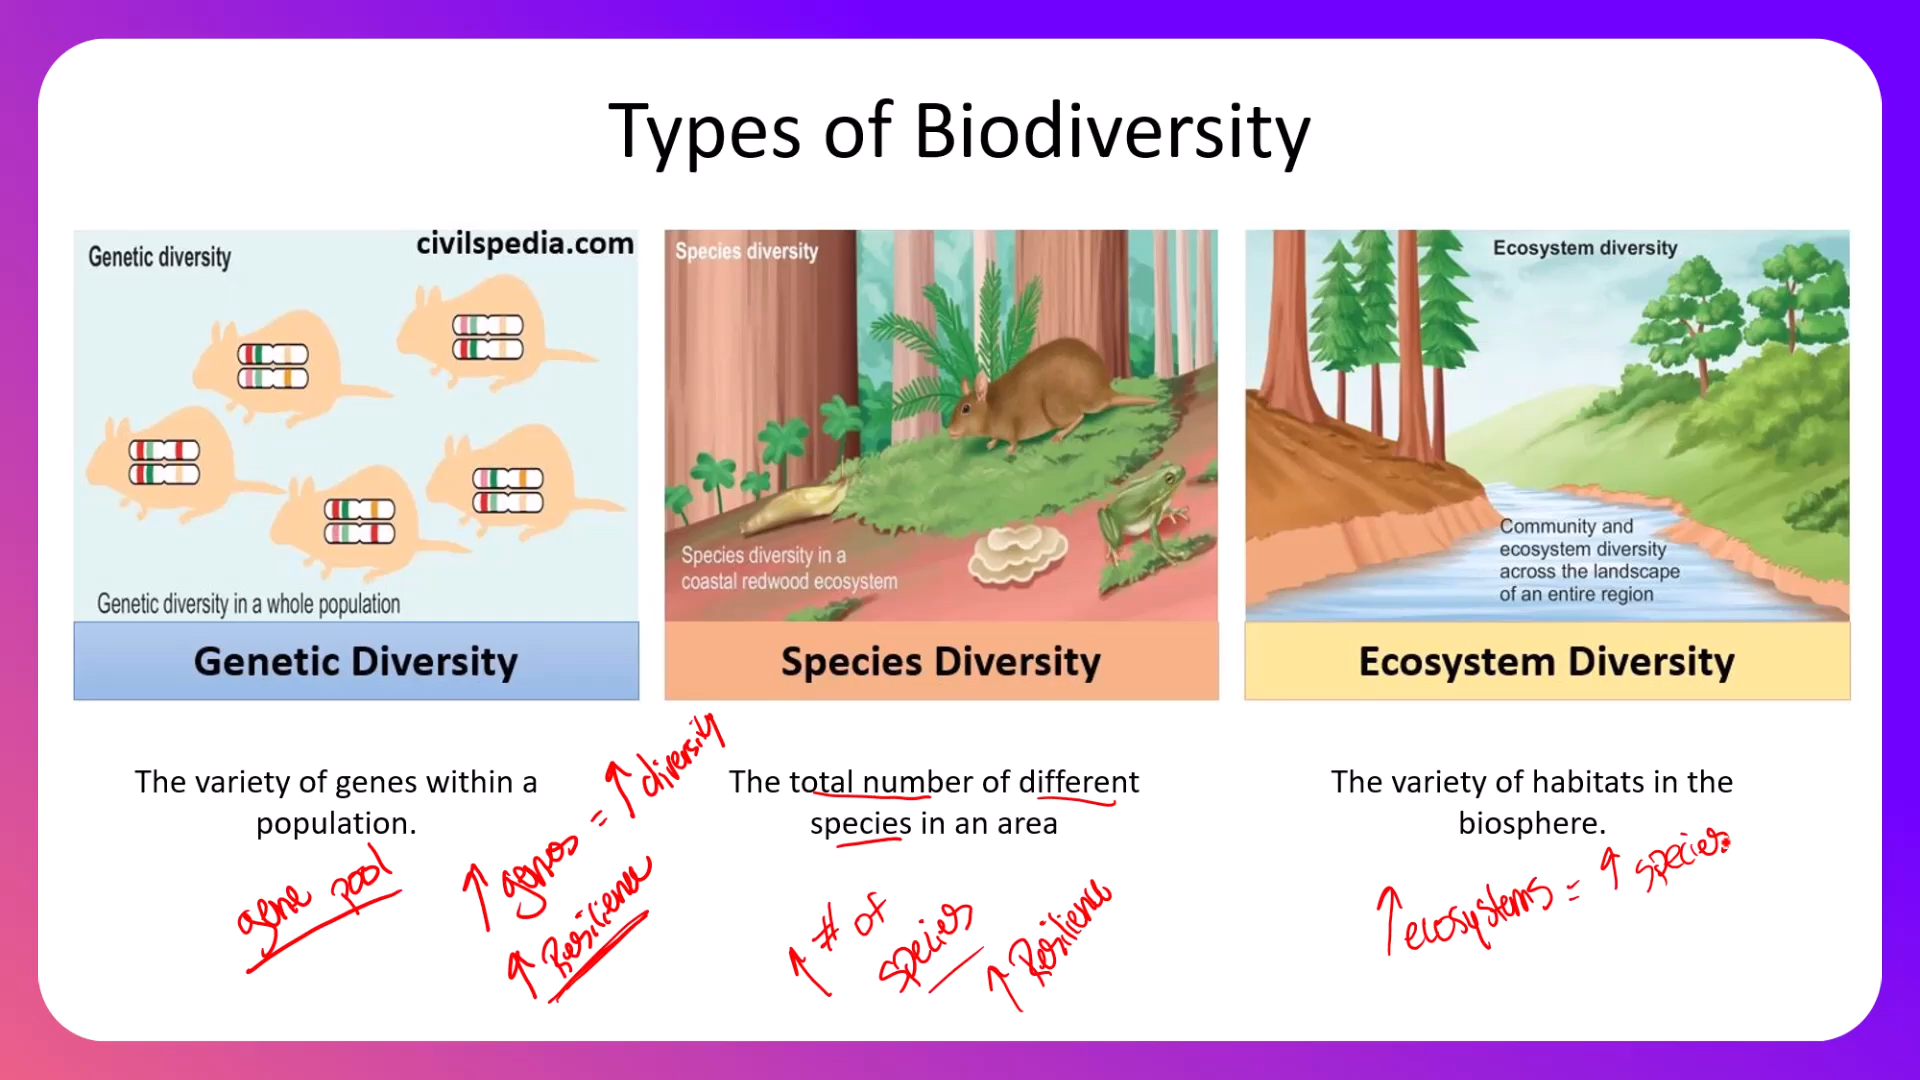 Types of Biodiversity
Genetic diversity
civilspedia.com
Genetic diversity in a whole population
Genetic Diversity
Species diversity
Species diversity in a
coastal redwood ecosystem
Species Diversity
Ecosystem diversity
Community and
ecosystem diversity
across the landscape
of an entire region
Ecosystem Diversity
The variety of genes within a
population.
gene pool
↑ genes = ↑ diversity
↑ Resilience
The total number of different
species in an area
↑ # of
species
↑ Resilience
The variety of habitats in the
biosphere.
↑ ecosystems = ↑ species